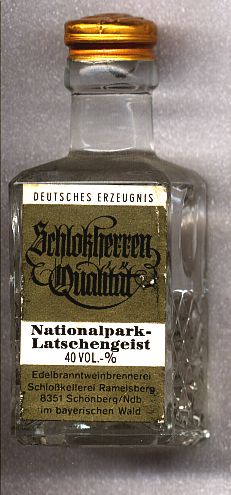 DEUTSCHES ERZEUGNIS
Schloßherren
Qualität
Nationalpark-
Latschengeist
40 VOL.-%
Edelbranntweinbrennerei
Schloßkellerei Ramelsberg
8351 Schönberg/Ndb
im bayerischen Wald